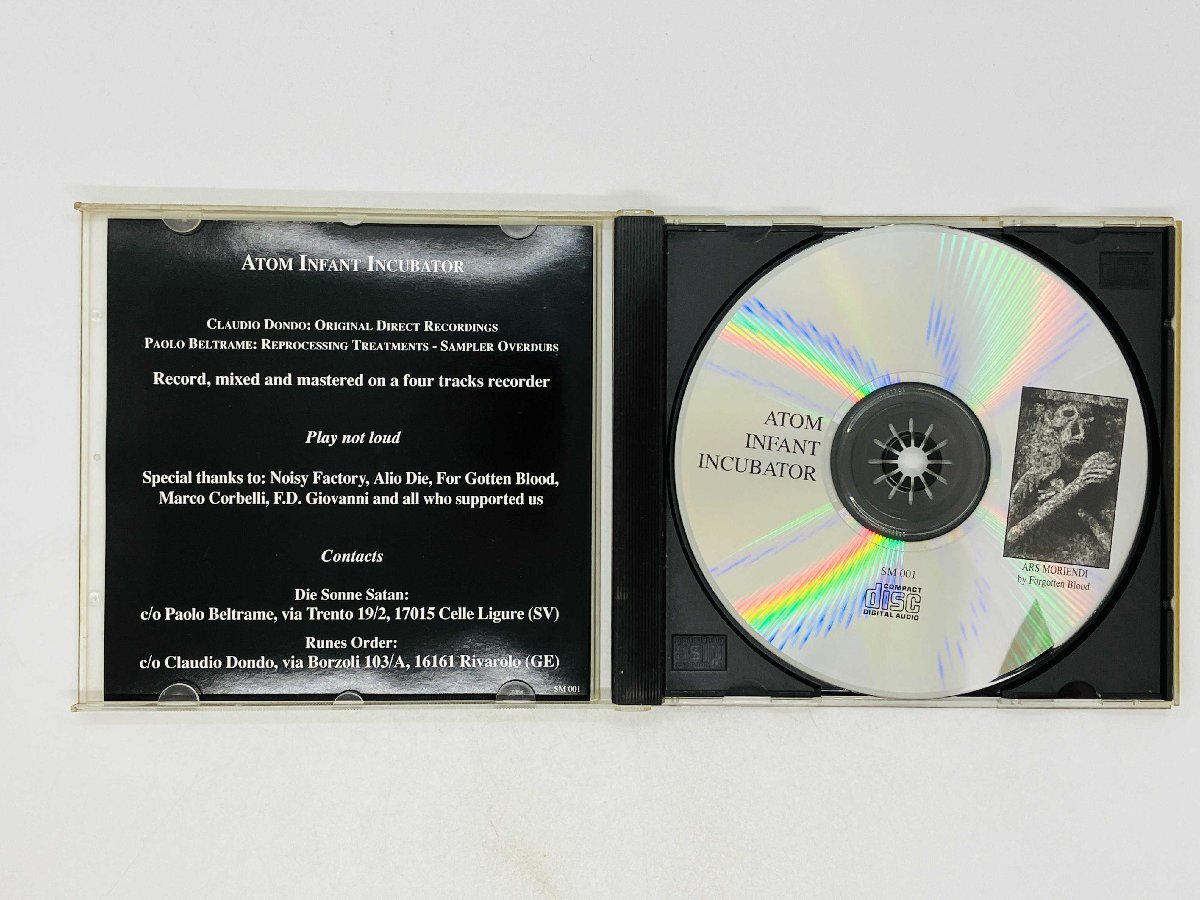 ATOM INFANT INCUBATOR
CLAUDIO DONDO: ORIGINAL DIRECT RECORDINGS
PAOLO BELTRAME: REPROCESSING TREATMENTS - SAMPLER OVERDUBS
Record, mixed and mastered on a four tracks recorder
Play not loud
Special thanks to: Noisy Factory, Alio Die, For Gotten Blood,
Marco Corbelli, F.D. Giovanni and all who supported us
Contacts
Die Sonne Satan:
c/o Paolo Beltrame, via Trento 19/2, 17015 Celle Ligure (SV)
Runes Order:
c/o Claudio Dondo, via Borzoli 103/A, 16161 Rivarolo (GE)
SM 001
ATOM
INFANT
INCUBATOR
ARS MORIENDI
by Forgotten Blood
SM 001
COMPACT
disc
DIGITAL AUDIO